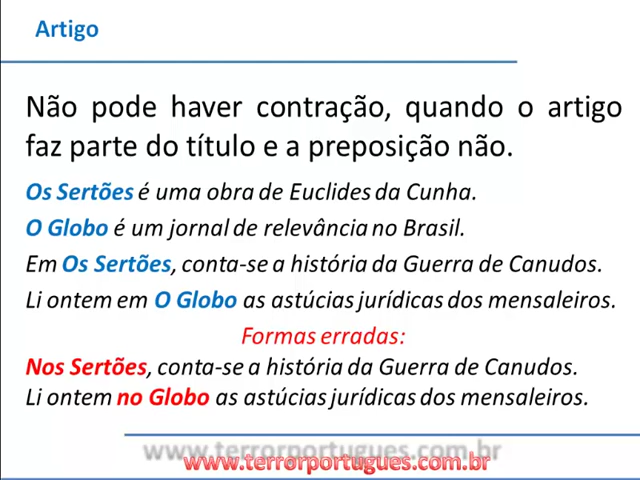 Artigo
Não pode haver contração, quando o artigo
faz parte do título e a preposição não.
Os Sertões é uma obra de Euclides da Cunha.
O Globo é um jornal de relevância no Brasil.
Em Os Sertões, conta-se a história da Guerra de Canudos.
Li ontem em O Globo as astúcias jurídicas dos mensaleiros.
Formas erradas:
Nos Sertões, conta-se a história da Guerra de Canudos.
Li ontem no Globo as astúcias jurídicas dos mensaleiros.
www.terrorportugues.com.br
www.terrorportugues.com.br